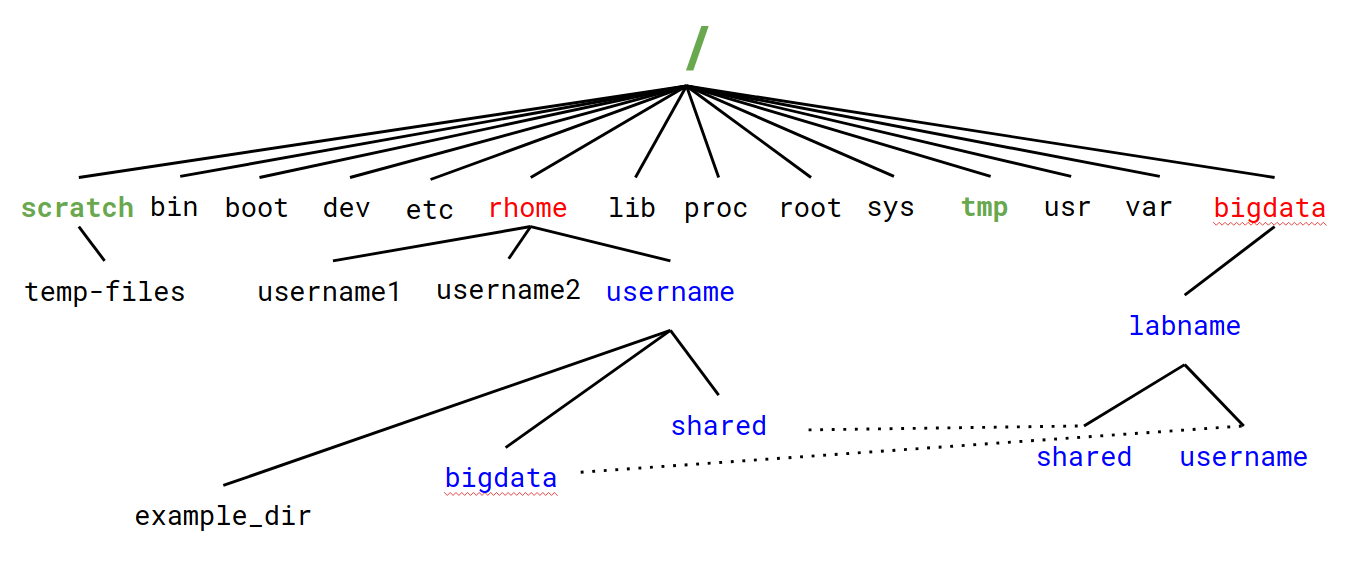 /
scratch bin boot dev etc rhome lib proc root sys tmp usr var bigdata
temp-files username1 username2 username
labname
shared
shared username
bigdata
example_dir